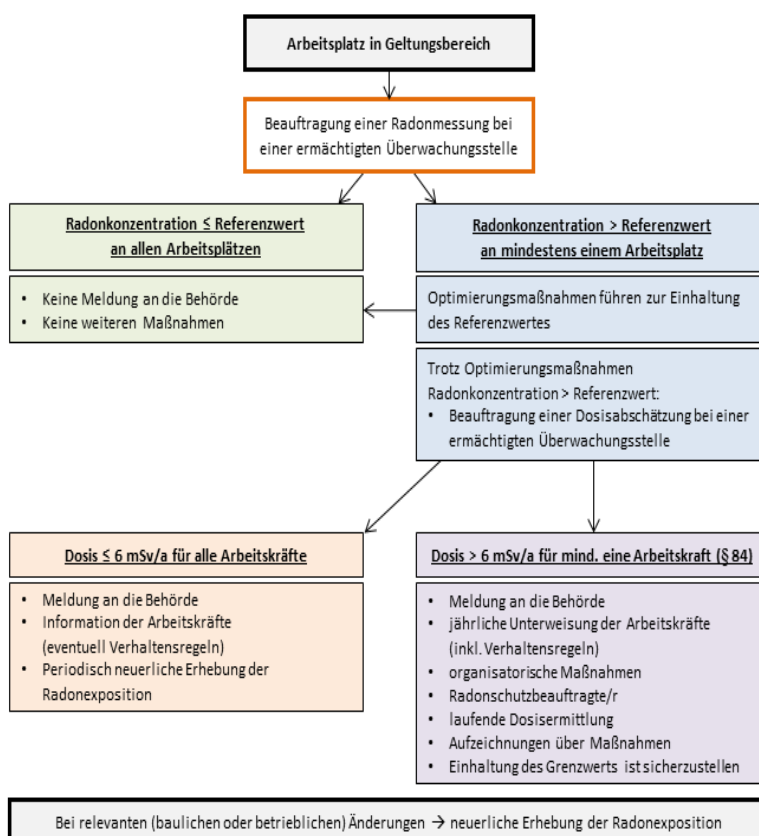 Arbeitsplatz in Geltungsbereich
Beauftragung einer Radonmessung bei
einer ermächtigten Überwachungsstelle
Radonkonzentration ≤ Referenzwert
an allen Arbeitsplätzen
• Keine Meldung an die Behörde
• Keine weiteren Maßnahmen
Radonkonzentration > Referenzwert
an mindestens einem Arbeitsplatz
Optimierungsmaßnahmen führen zur Einhaltung
des Referenzwertes
Trotz Optimierungsmaßnahmen
Radonkonzentration > Referenzwert:
• Beauftragung einer Dosisabschätzung bei einer
ermächtigten Überwachungsstelle
Dosis ≤ 6 mSv/a für alle Arbeitskräfte
• Meldung an die Behörde
• Information der Arbeitskräfte
(eventuell Verhaltensregeln)
• Periodisch neuerliche Erhebung der
Radonexposition
Dosis > 6 mSv/a für mind. eine Arbeitskraft (§ 84)
• Meldung an die Behörde
• jährliche Unterweisung der Arbeitskräfte
(inkl. Verhaltensregeln)
• organisatorische Maßnahmen
• Radonschutzbeauftragte/r
• laufende Dosisermittlung
• Aufzeichnungen über Maßnahmen
• Einhaltung des Grenzwerts ist sicherzustellen
Bei relevanten (baulichen oder betrieblichen) Änderungen → neuerliche Erhebung der Radonexposition